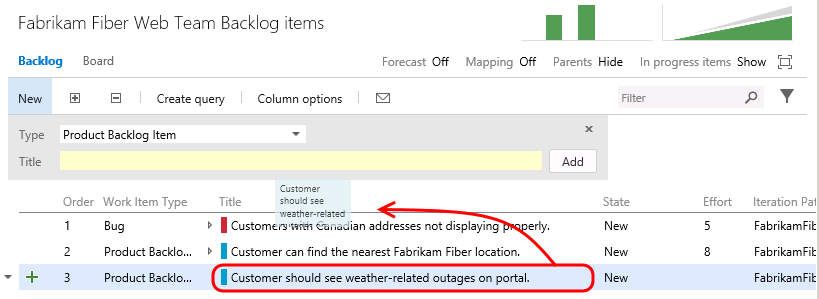 Fabrikam Fiber Web Team Backlog items
Backlog Board Forecast Off Mapping Off Parents Hide In progress items Show
New Create query Column options Filter
Type Product Backlog Item x
Title Add
Customer
should see
weather-related
Order Work Item Type Title State Effort Iteration Pat
1 Bug Customers with Canadian addresses not displaying properly. New 5 FabrikamFib
2 Product Backlo... Customer can find the nearest Fabrikam Fiber location. New 8 FabrikamFib
3 Product Backlo... Customer should see weather-related outages on portal. New FabrikamFib